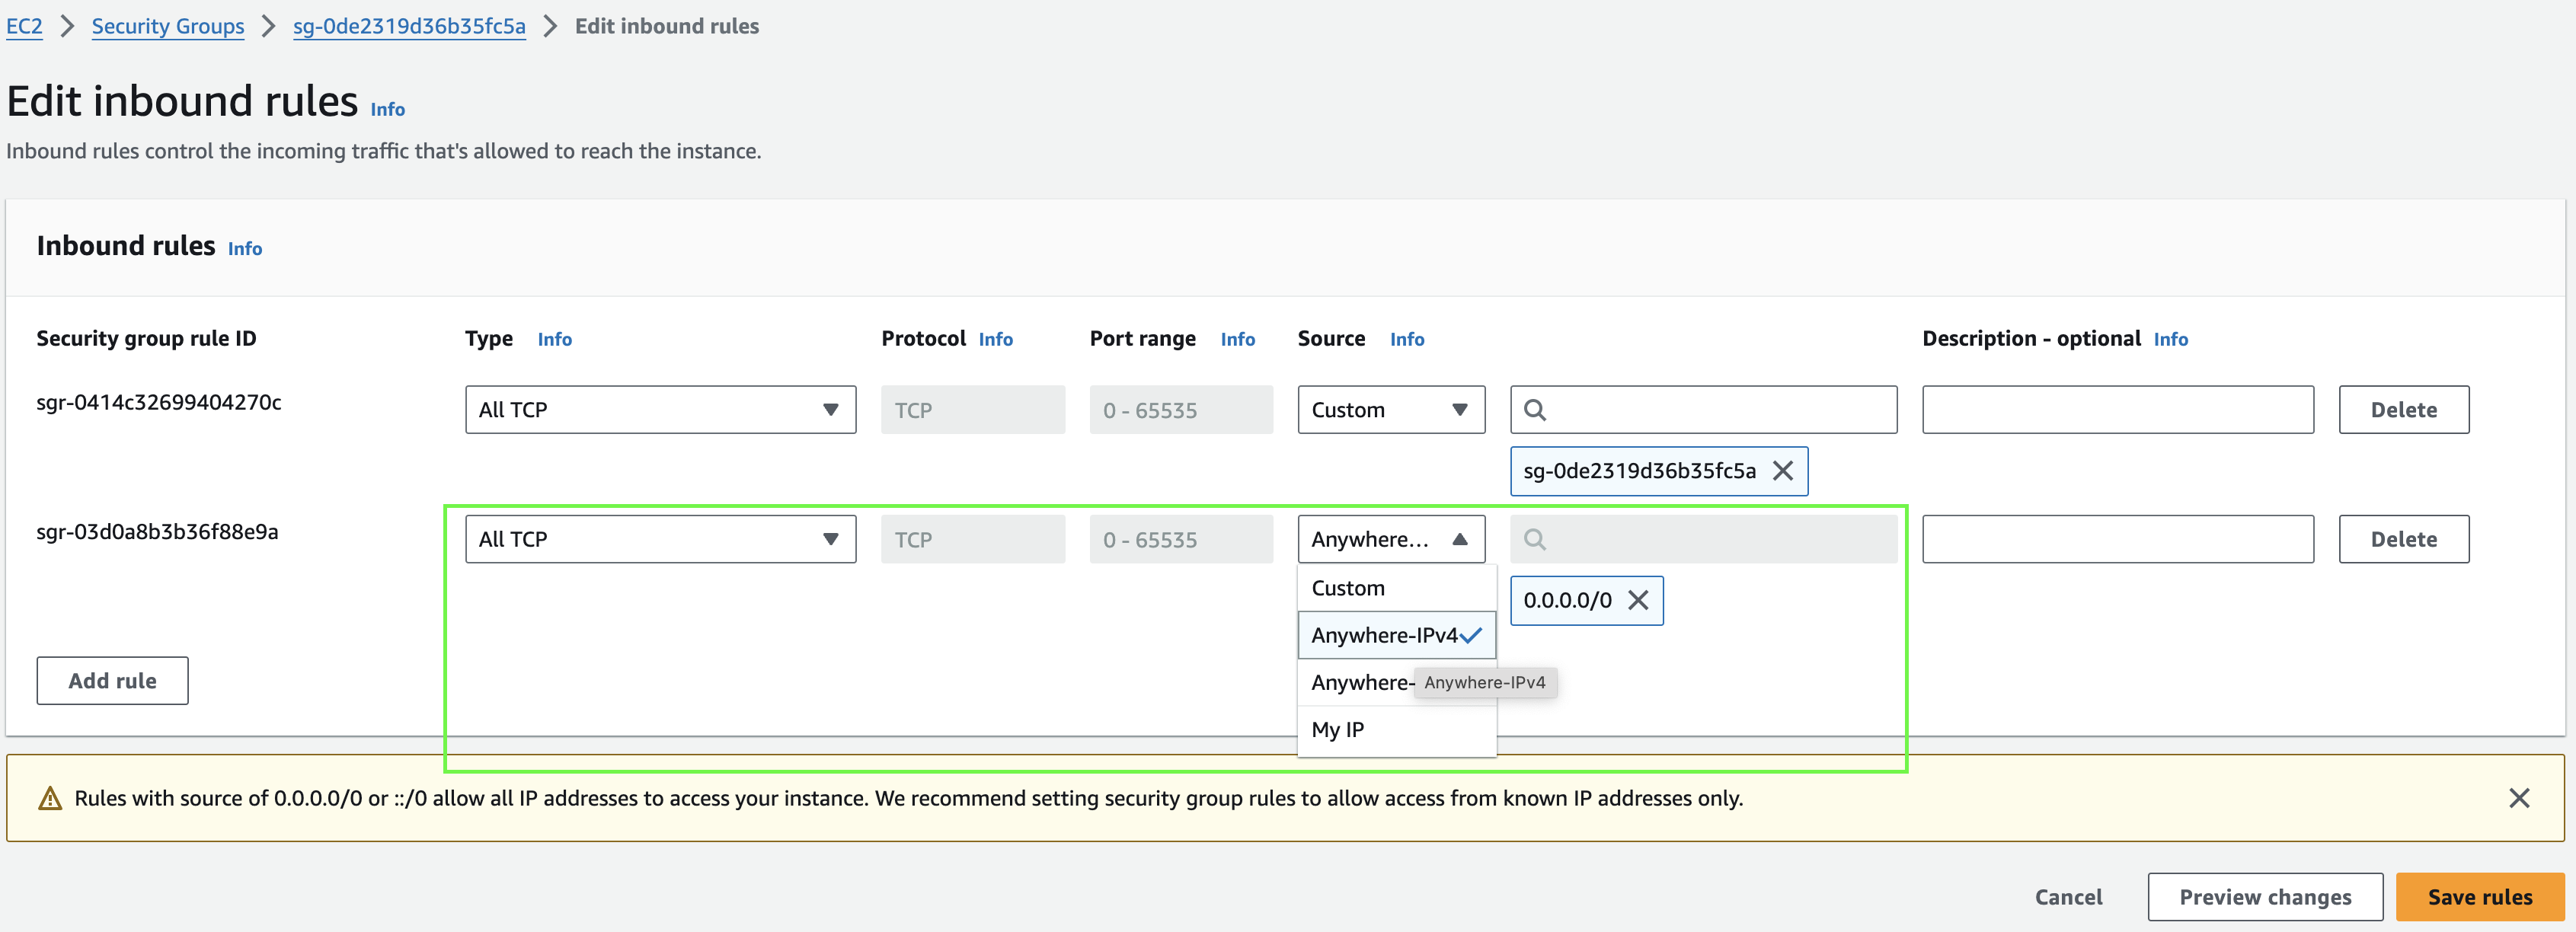 EC2 > Security Groups > sg-0de2319d36b35fc5a > Edit inbound rules
Edit inbound rules Info
Inbound rules control the incoming traffic that's allowed to reach the instance.
Inbound rules Info
Security group rule ID Type Info Protocol Info Port range Info Source Info Description - optional Info
sgr-0414c32699404270c All TCP TCP 0 - 65535 Custom Delete
sg-0de2319d36b35fc5a
sgr-03d0a8b3b36f88e9a All TCP TCP 0 - 65535 Anywhere... Delete
Custom
0.0.0.0/0
Anywhere-IPv4
Anywhere- Anywhere-IPv4
My IP
Add rule
Rules with source of 0.0.0.0/0 or ::/0 allow all IP addresses to access your instance. We recommend setting security group rules to allow access from known IP addresses only.
Cancel Preview changes Save rules